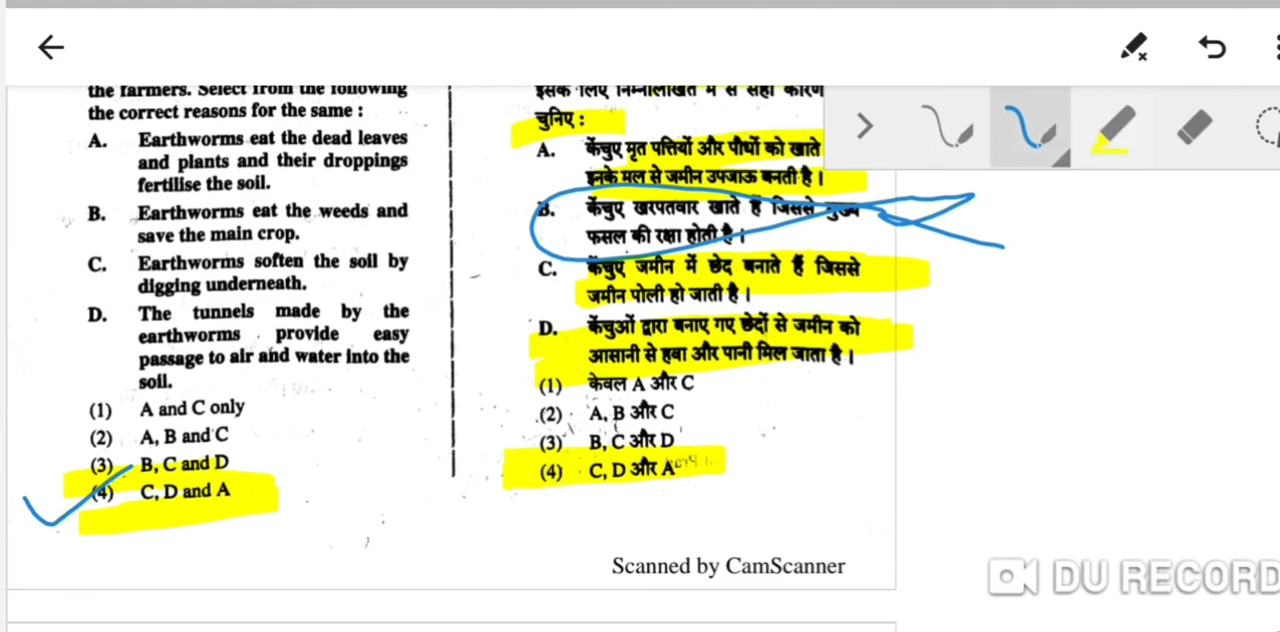 the farmers. Select from the following
the correct reasons for the same :
A. Earthworms eat the dead leaves
and plants and their droppings
fertilise the soil.
B. Earthworms eat the weeds and
save the main crop.
C. Earthworms soften the soil by
digging underneath.
D. The tunnels made by the
earthworms provide easy
passage to air and water into the
soil.
(1) A and C only
(2) A, B and C
(3) B, C and D
(4) C, D and A
इसके लिए निम्नलिखित में से सही कारण
चुनिए :
A. केंचुए मृत पत्तियों और पौधों को खाते
इनके मल से जमीन उपजाऊ बनती है।
B. केंचुए खरपतवार खाते हैं जिससे मुख्य
फसल की रक्षा होती है।
C. केंचुए जमीन में छेद बनाते हैं जिससे
जमीन पोली हो जाती है।
D. केंचुओं द्वारा बनाए गए छेदों से जमीन को
आसानी से हवा और पानी मिल जाता है।
(1) केवल A और C
(2) A, B और C
(3) B, C और D
(4) C, D और A
Scanned by CamScanner
DU RECORD